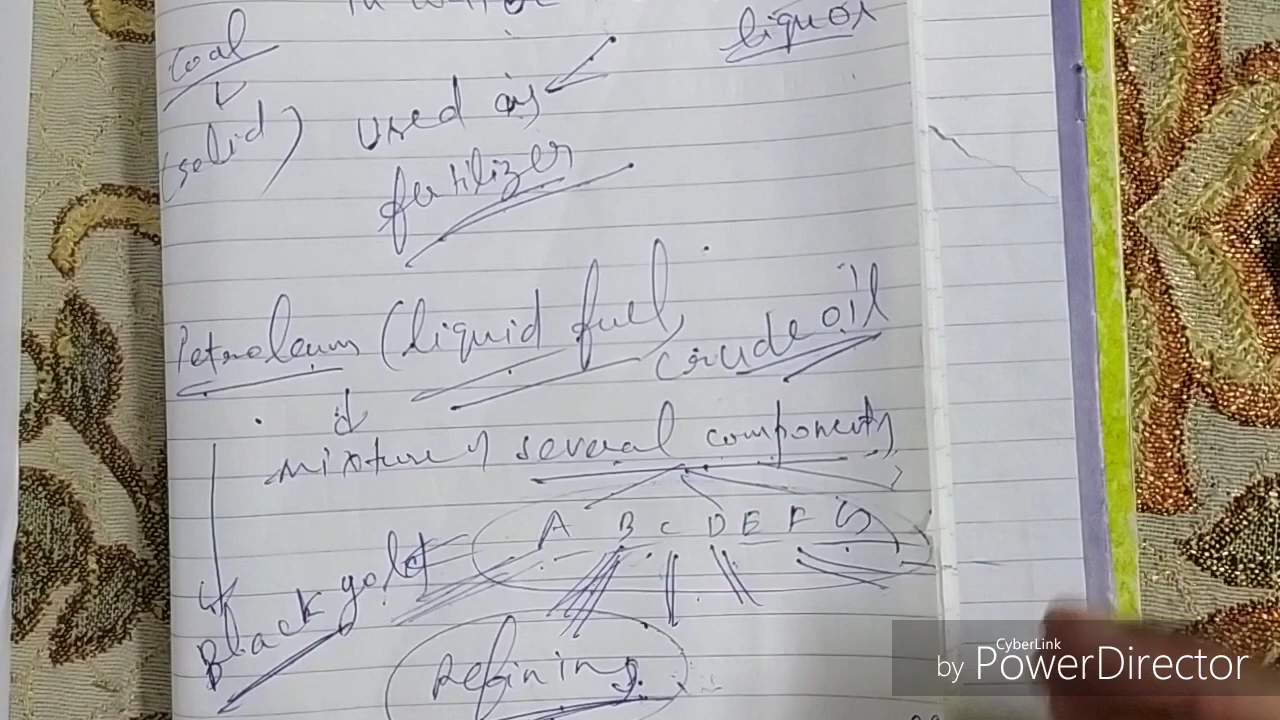 liquor
coal
(solid)
used as
fertilizer
Petroleum (liquid fuel,
crude oil
mixture of several components
A B C D E F G
Black gold
Refining
CyberLink
by PowerDirector